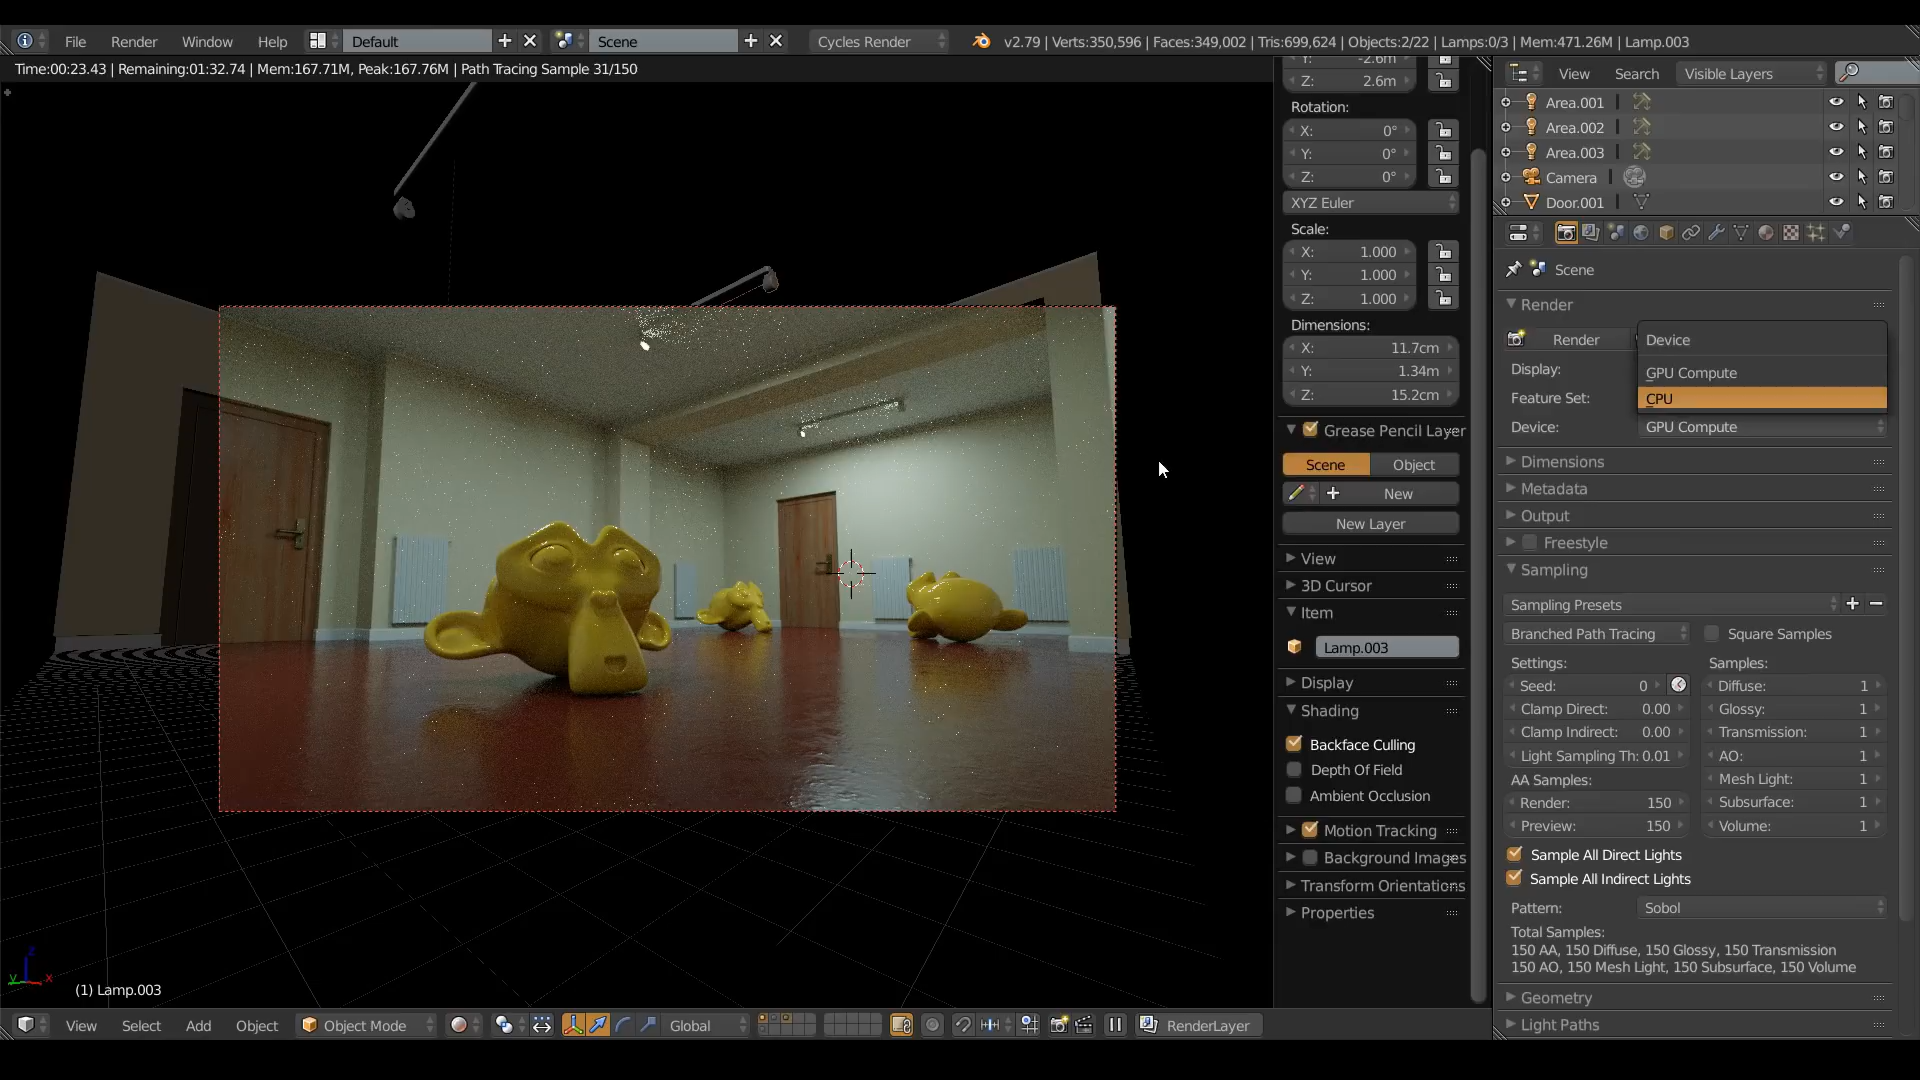 File Render Window Help Default Scene Cycles Render v2.79 | Verts:350,596 | Faces:349,002 | Tris:699,624 | Objects:2/22 | Lamps:0/3 | Mem:471.26M | Lamp.003
Time:00:23.43 | Remaining:01:32.74 | Mem:167.71M, Peak:167.76M | Path Tracing Sample 31/150
(1) Lamp.003
View Select Add Object Object Mode Global RenderLayer
Y: -2.6m
Z: 2.6m
Rotation:
X: 0°
Y: 0°
Z: 0°
XYZ Euler
Scale:
X: 1.000
Y: 1.000
Z: 1.000
Dimensions:
X: 11.7cm
Y: 1.34m
Z: 15.2cm
Grease Pencil Layer
Scene Object
New
New Layer
View
3D Cursor
Item
Lamp.003
Display
Shading
Backface Culling
Depth Of Field
Ambient Occlusion
Motion Tracking
Background Images
Transform Orientations
Properties
View Search Visible Layers
Area.001
Area.002
Area.003
Camera
Door.001
Scene
Render
Render
Display:
Feature Set:
Device: GPU Compute
Device
GPU Compute
CPU
Dimensions
Metadata
Output
Freestyle
Sampling
Sampling Presets
Branched Path Tracing Square Samples
Settings: Samples:
Seed: 0 Diffuse: 1
Clamp Direct: 0.00 Glossy: 1
Clamp Indirect: 0.00 Transmission: 1
Light Sampling Th: 0.01 AO: 1
AA Samples: Mesh Light: 1
Render: 150 Subsurface: 1
Preview: 150 Volume: 1
Sample All Direct Lights
Sample All Indirect Lights
Pattern: Sobol
Total Samples:
150 AA, 150 Diffuse, 150 Glossy, 150 Transmission
150 AO, 150 Mesh Light, 150 Subsurface, 150 Volume
Geometry
Light Paths